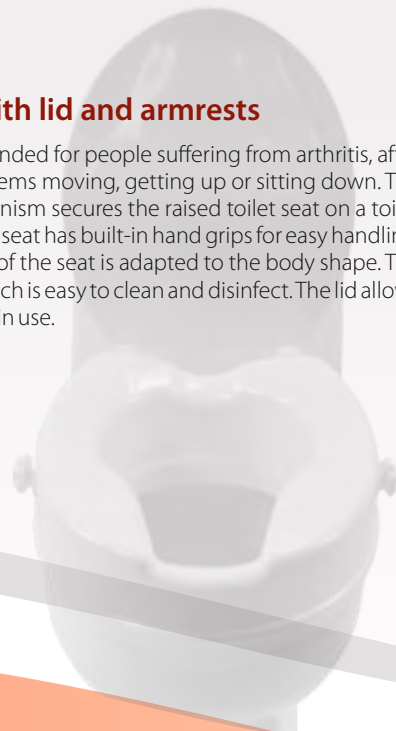 ith lid and armrests
nded for people suffering from arthritis, af
ems moving, getting up or sitting down. T
nism secures the raised toilet seat on a toi
seat has built-in hand grips for easy handlin
of the seat is adapted to the body shape. T
ch is easy to clean and disinfect. The lid allow
in use.